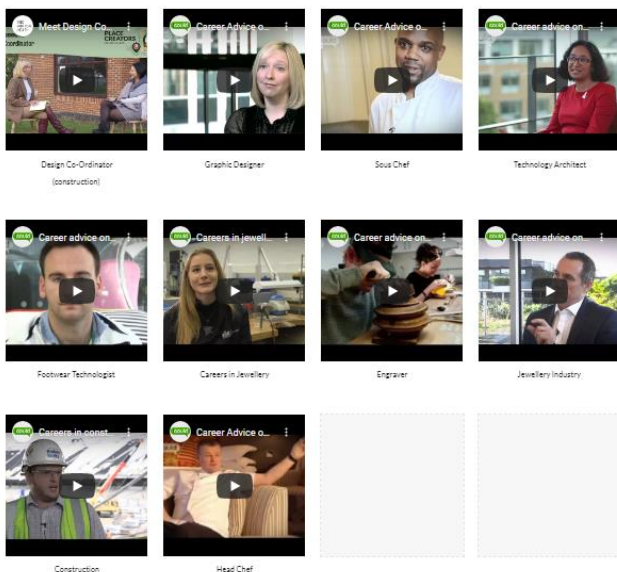 Meet Design Co...
PLACE
CREATORS
Career Advice o...
Career Advice o...
Career advice on...
Design Co-Ordinator
(construction)
Graphic Designer
Sous Chef
Technology Architect
Career advice on...
Careers in jewell...
Career advice on...
Career advice on...
Footwear Technologist
Careers in Jewellery
Engraver
Jewellery Industry
Careers in const...
Career Advice o...
Construction
Head Chef